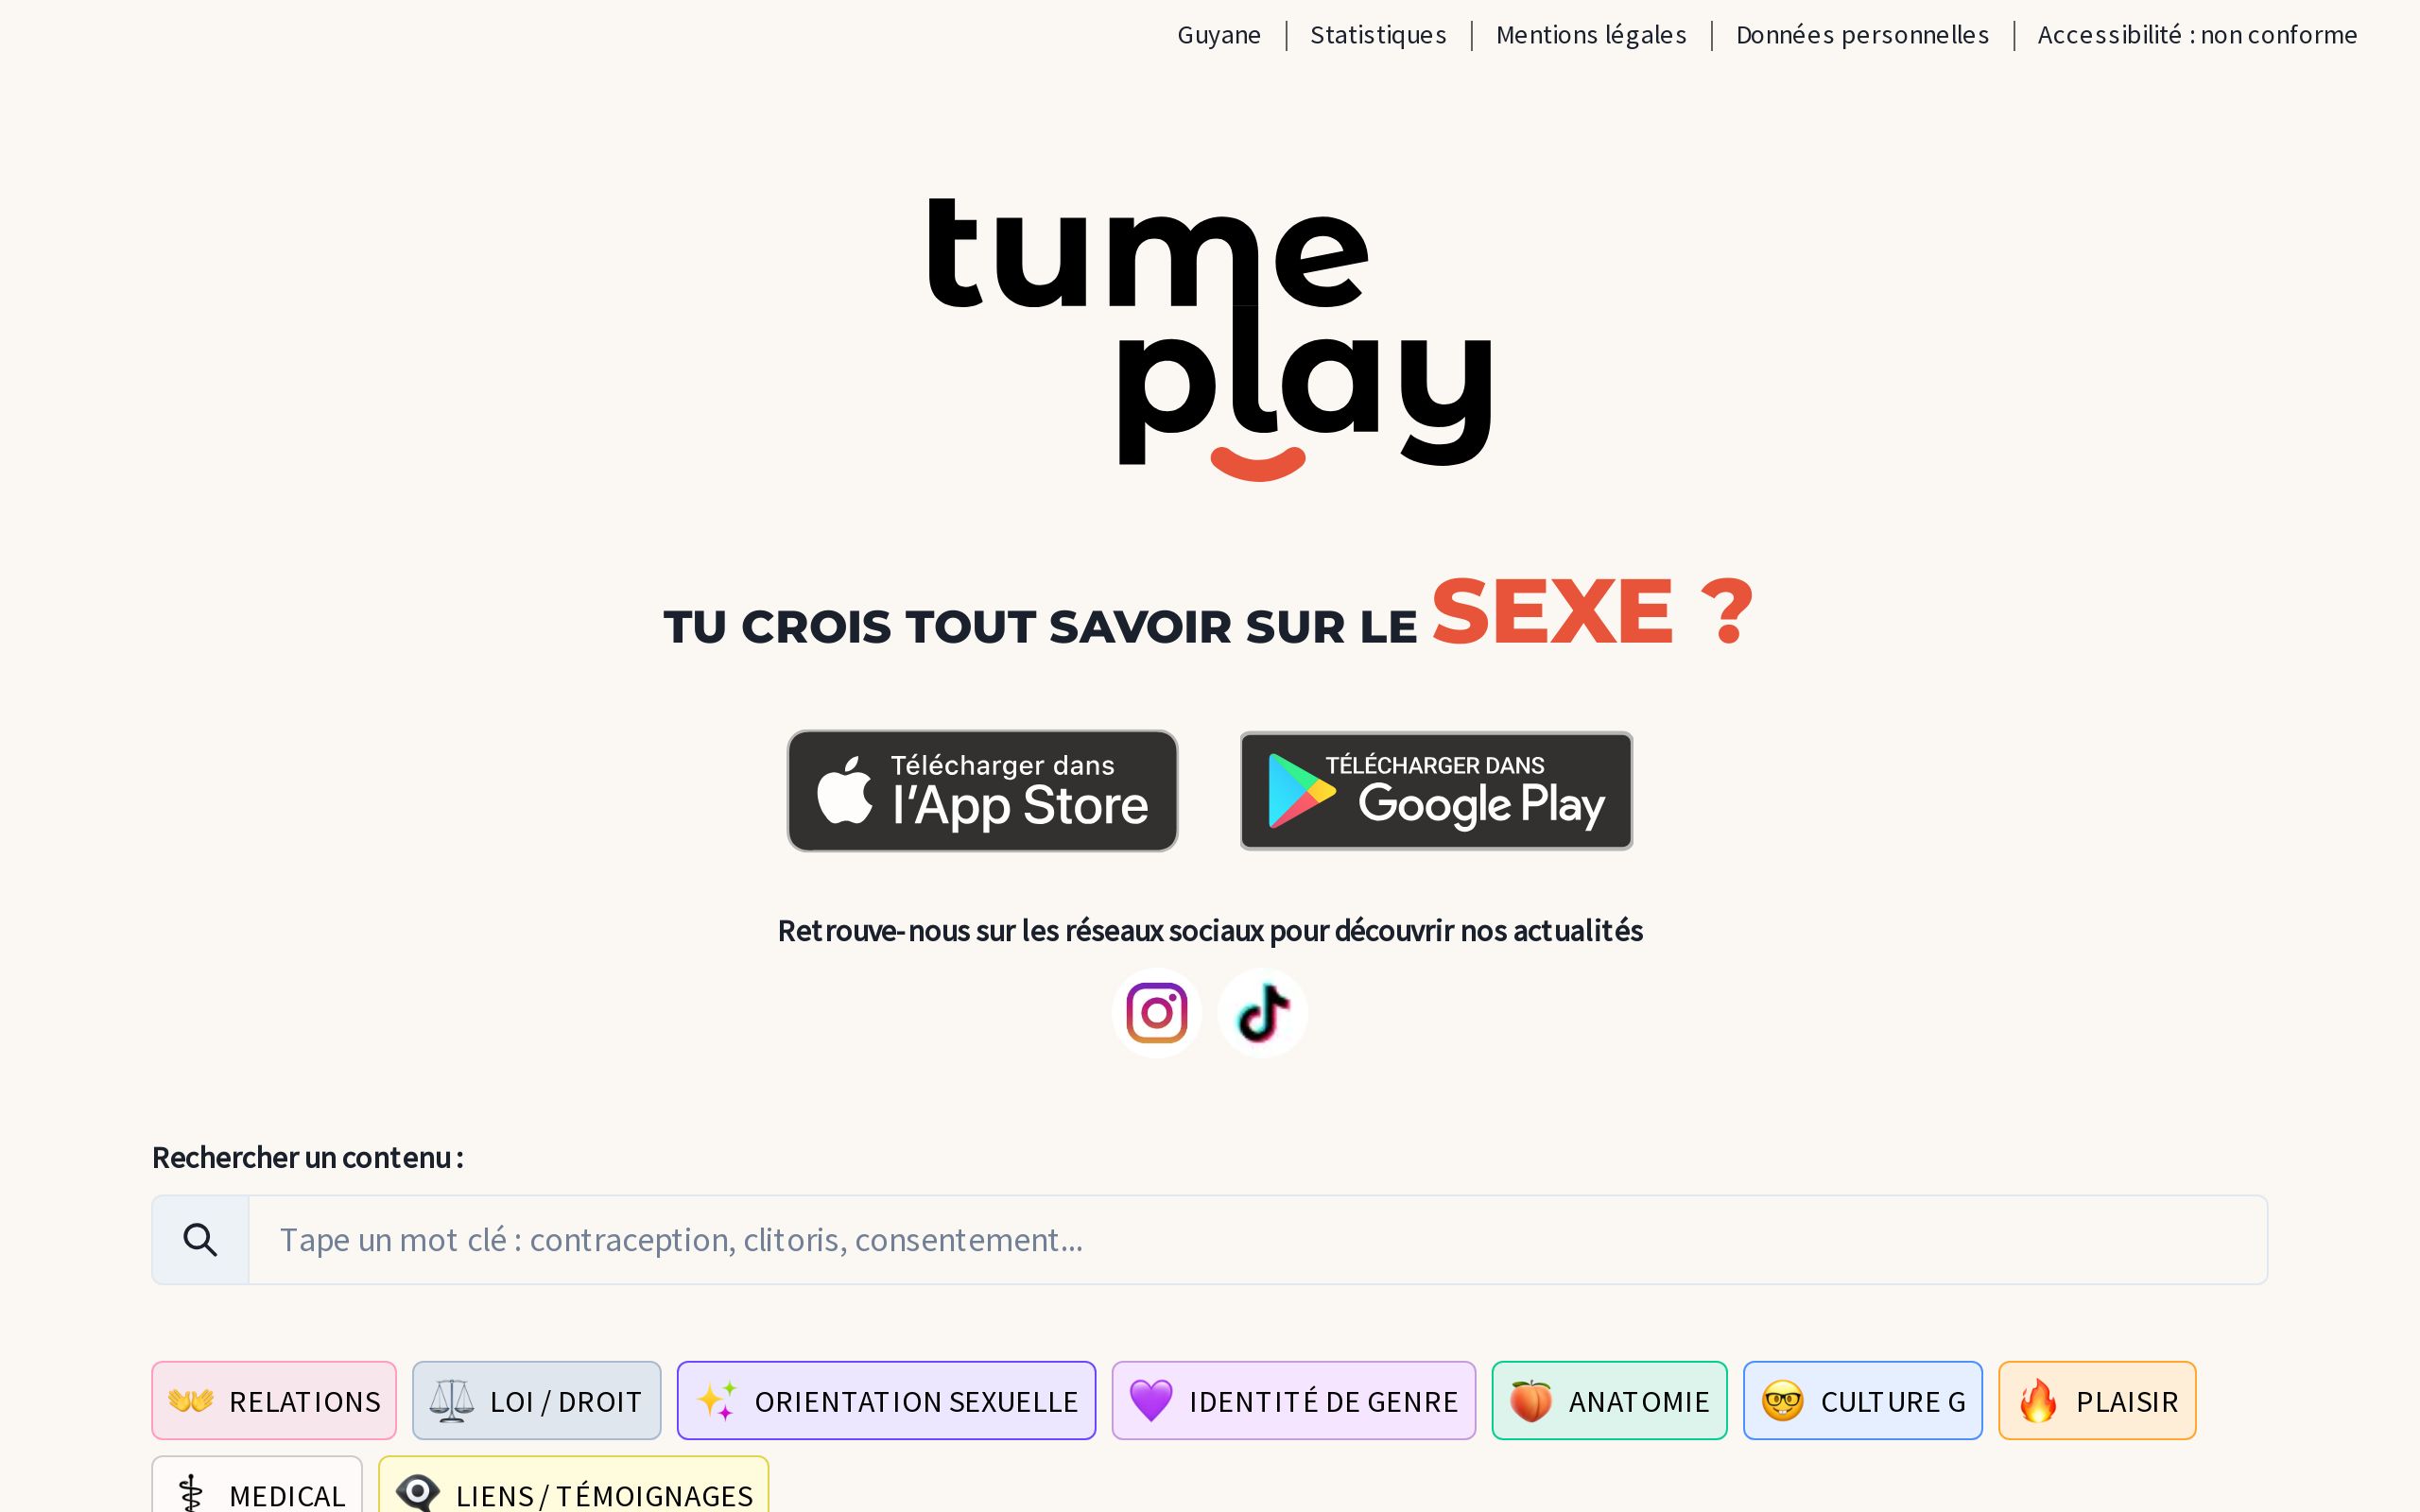 Guyane | Statistiques | Mentions légales | Données personnelles | Accessibilité : non conforme
tume
play
TU CROIS TOUT SAVOIR SUR LE SEXE ?
Télécharger dans
l'App Store
TÉLÉCHARGER DANS
Google Play
Retrouve-nous sur les réseaux sociaux pour découvrir nos actualités
Rechercher un contenu :
Tape un mot clé : contraception, clitoris, consentement...
RELATIONS
LOI / DROIT
ORIENTATION SEXUELLE
IDENTITÉ DE GENRE
ANATOMIE
CULTURE G
PLAISIR
MEDICAL
LIENS / TÉMOIGNAGES